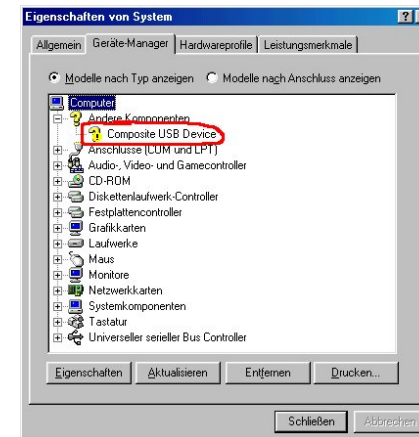 Eigenschaften von System
Allgemein Geräte-Manager Hardwareprofile Leistungsmerkmale
Modelle nach Typ anzeigen Modelle nach Anschluss anzeigen
Computer
Andere Komponenten
Composite USB Device
Anschlüsse (COM und LPT)
Audio-, Video- und Gamecontroller
CD-ROM
Diskettenlaufwerk-Controller
Festplattencontroller
Grafikkarten
Laufwerke
Maus
Monitore
Netzwerkkarten
Systemkomponenten
Tastatur
Universeller serieller Bus Controller
Eigenschaften Aktualisieren Entfernen Drucken...
Schließen Abbrechen